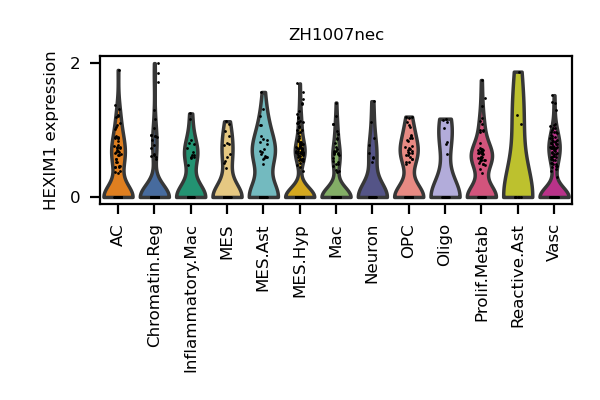 ZH1007nec
HEXIM1 expression
2
0
AC
Chromatin.Reg
Inflammatory.Mac
MES
MES.Ast
MES.Hyp
Mac
Neuron
OPC
Oligo
Prolif.Metab
Reactive.Ast
Vasc